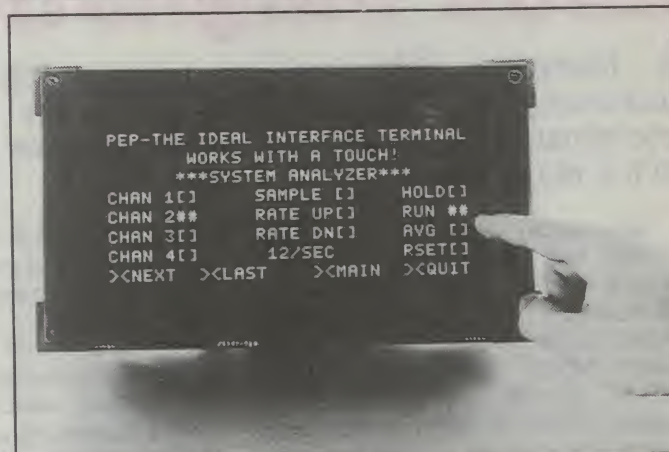 PEP-THE IDEAL INTERFACE TERMINAL
WORKS WITH A TOUCH!
***SYSTEM ANALYZER***
CHAN 1[] SAMPLE [] HOLD[]
CHAN 2## RATE UP[] RUN ##
CHAN 3[] RATE DN[] AVG []
CHAN 4[] 12/SEC RSET[]
><NEXT ><LAST ><MAIN ><QUIT